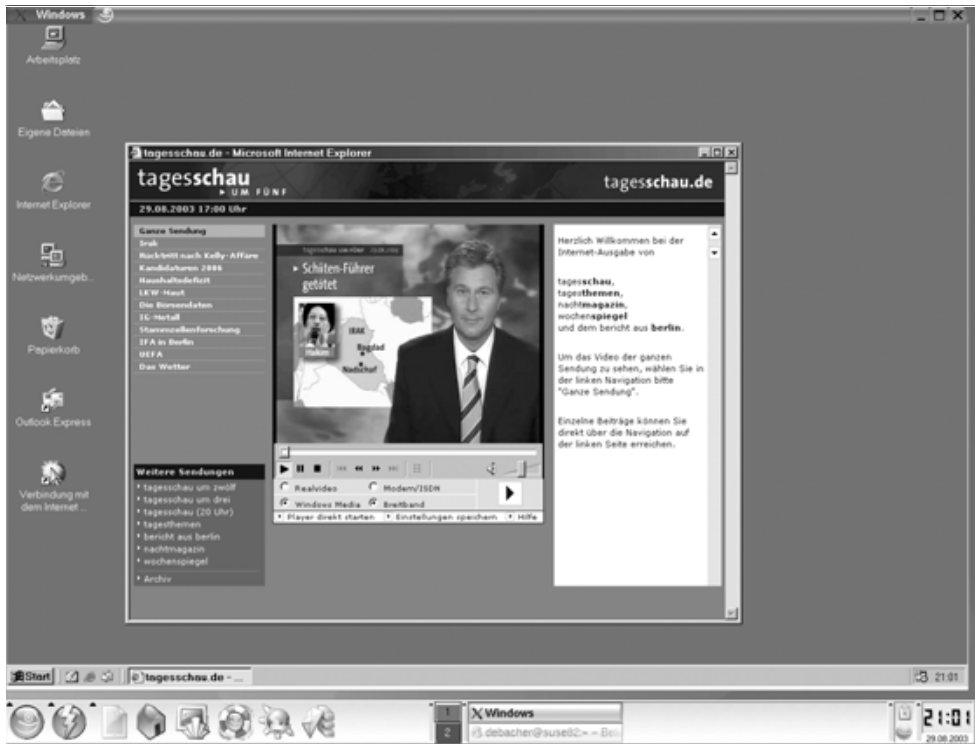 Windows
Arbeitsplatz
Eigene Dateien
Internet Explorer
Netzwerkumgeb...
Papierkorb
Outlook Express
Verbindung mit
dem Internet ...
tagesschau.de - Microsoft Internet Explorer
tagesschau
UM FÜNF
tagesschau.de
29.08.2003 17:00 Uhr
Ganze Sendung
Irak
Rücktritt nach Kelly-Affäre
Kandidaturen 2006
Haushaltsdefizit
LKW-Maut
Die Börsendaten
IG-Metall
Stammzellenforschung
IFA in Berlin
UEFA
Das Wetter
Weitere Sendungen
tagesschau um zwölf
tagesschau um drei
tagesschau (20 Uhr)
tagesthemen
bericht aus berlin
nachtmagazin
wochenspiegel
Archiv
Schiiten-Führer
getötet
Hakim
IRAK
Bagdad
Nadschaf
Realvideo Modem/ISDN
Windows Media Breitband
Player direkt starten Einstellungen speichern Hilfe
Herzlich Willkommen bei der
Internet-Ausgabe von
tagesschau,
tagesthemen,
nachtmagazin,
wochenspiegel
und dem bericht aus berlin.
Um das Video der ganzen
Sendung zu sehen, wählen Sie in
der linken Navigation bitte
"Ganze Sendung".
Einzelne Beiträge können Sie
direkt über die Navigation auf
der linken Seite erreichen.
Start
tagesschau.de - ...
21:01
1
2
Windows
debacher@suse82:~ - Be
21:01
29.08.2003